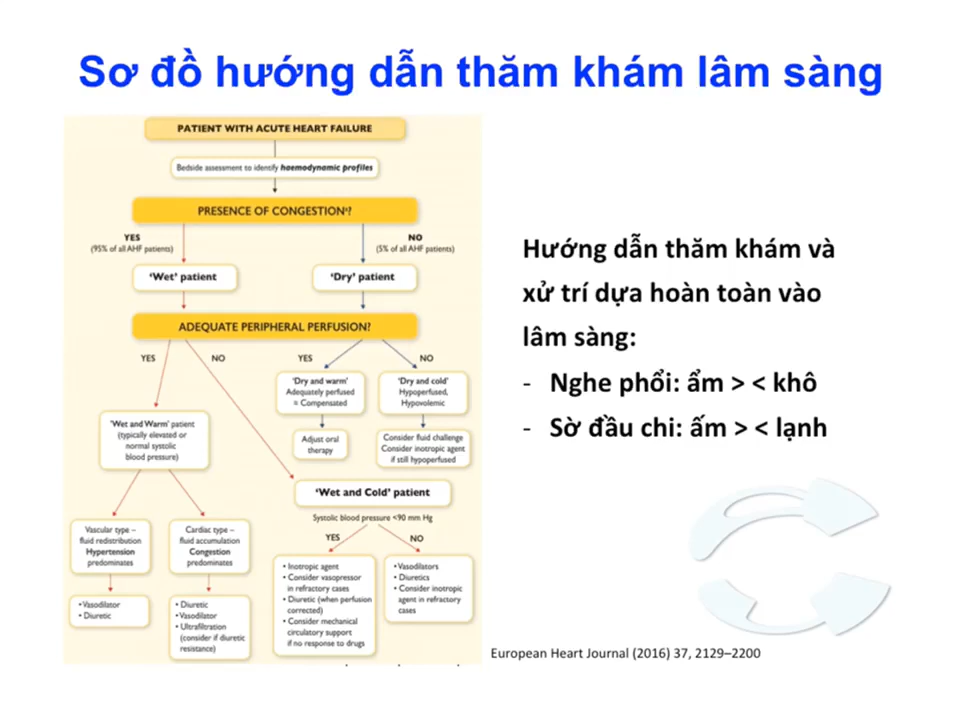 Sơ đồ hướng dẫn thăm khám lâm sàng
PATIENT WITH ACUTE HEART FAILURE
Bedside assessment to identify haemodynamic profiles
PRESENCE OF CONGESTIONᵃ?
YES
(95% of all AHF patients)
NO
(5% of all AHF patients)
'Wet' patient
'Dry' patient
ADEQUATE PERIPHERAL PERFUSION?
YES
NO
YES
NO
'Dry and warm'
Adequately perfused
≈ Compensated
'Dry and cold'
Hypoperfused,
Hypovolemic
'Wet and Warm' patient
(typically elevated or
normal systolic
blood pressure)
Adjust oral
therapy
Consider fluid challenge
Consider inotropic agent
if still hypoperfused
'Wet and Cold' patient
Systolic blood pressure <90 mm Hg
YES
NO
Vascular type –
fluid redistribution
Hypertension
predominates
Cardiac type –
fluid accumulation
Congestion
predominates
• Vasodilator
• Diuretic
• Diuretic
• Vasodilator
• Ultrafiltration
(consider if diuretic
resistance)
• Inotropic agent
• Consider vasopressor
in refractory cases
• Diuretic (when perfusion
corrected)
• Consider mechanical
circulatory support
if no response to drugs
• Vasodilators
• Diuretics
• Consider inotropic
agent in refractory
cases
Hướng dẫn thăm khám và
xử trí dựa hoàn toàn vào
lâm sàng:
- Nghe phổi: ẩm > < khô
- Sờ đầu chi: ấm > < lạnh
European Heart Journal (2016) 37, 2129–2200